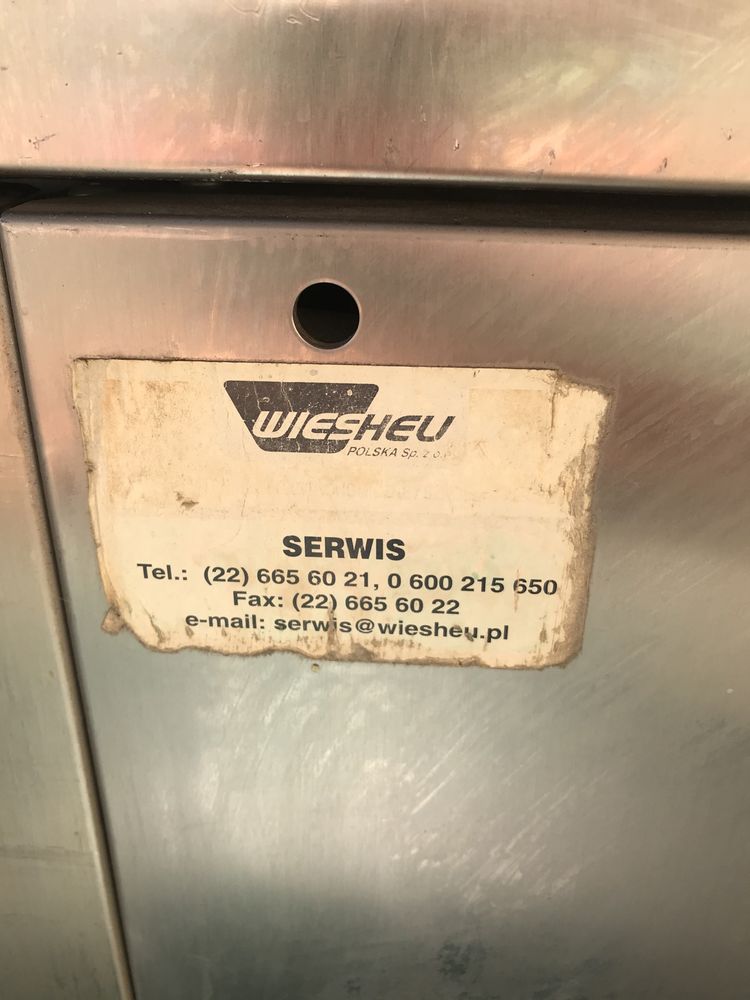 WIESHEU
POLSKA Sp. z o.o.
SERWIS
Tel.: (22) 665 60 21, 0 600 215 650
Fax: (22) 665 60 22
e-mail: serwis@wiesheu.pl